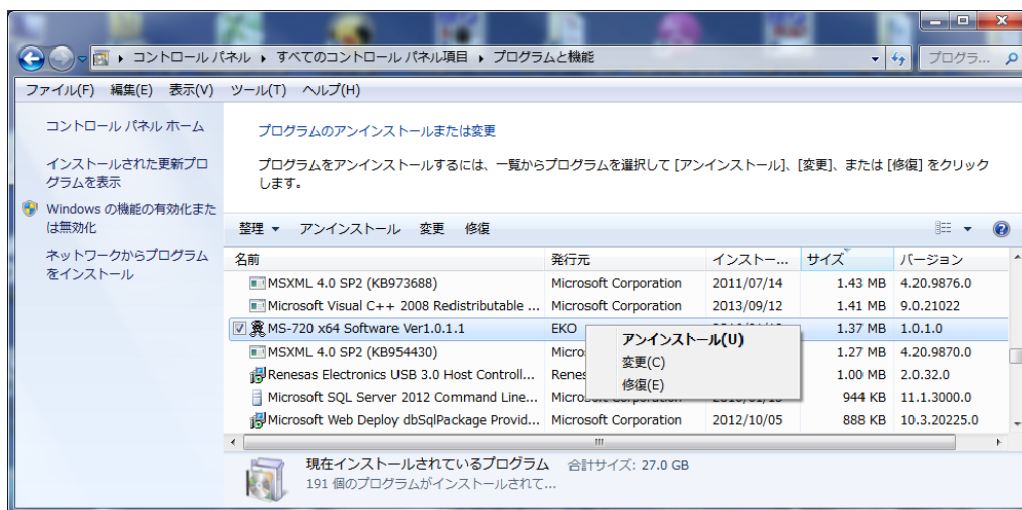 コントロール パネル ▸ すべてのコントロール パネル項目 ▸ プログラムと機能
プログラ...
ファイル(F) 編集(E) 表示(V) ツール(T) ヘルプ(H)
コントロール パネル ホーム
インストールされた更新プロ
グラムを表示
Windows の機能の有効化また
は無効化
ネットワークからプログラム
をインストール
プログラムのアンインストールまたは変更
プログラムをアンインストールするには、一覧からプログラムを選択して [アンインストール]、[変更]、または [修復] をクリック
します。
整理 アンインストール 変更 修復
名前 発行元 インストー... サイズ バージョン
MSXML 4.0 SP2 (KB973688) Microsoft Corporation 2011/07/14 1.43 MB 4.20.9876.0
Microsoft Visual C++ 2008 Redistributable ... Microsoft Corporation 2013/09/12 1.41 MB 9.0.21022
MS-720 x64 Software Ver1.0.1.1 EKO 1.37 MB 1.0.1.0
MSXML 4.0 SP2 (KB954430) Micro 1.27 MB 4.20.9870.0
Renesas Electronics USB 3.0 Host Controll... Renes 1.00 MB 2.0.32.0
Microsoft SQL Server 2012 Command Line... 944 KB 11.1.3000.0
Microsoft Web Deploy dbSqlPackage Provid... Microsoft Corporation 2012/10/05 888 KB 10.3.20225.0
アンインストール(U)
変更(C)
修復(E)
現在インストールされているプログラム 合計サイズ: 27.0 GB
191 個のプログラムがインストールされて...